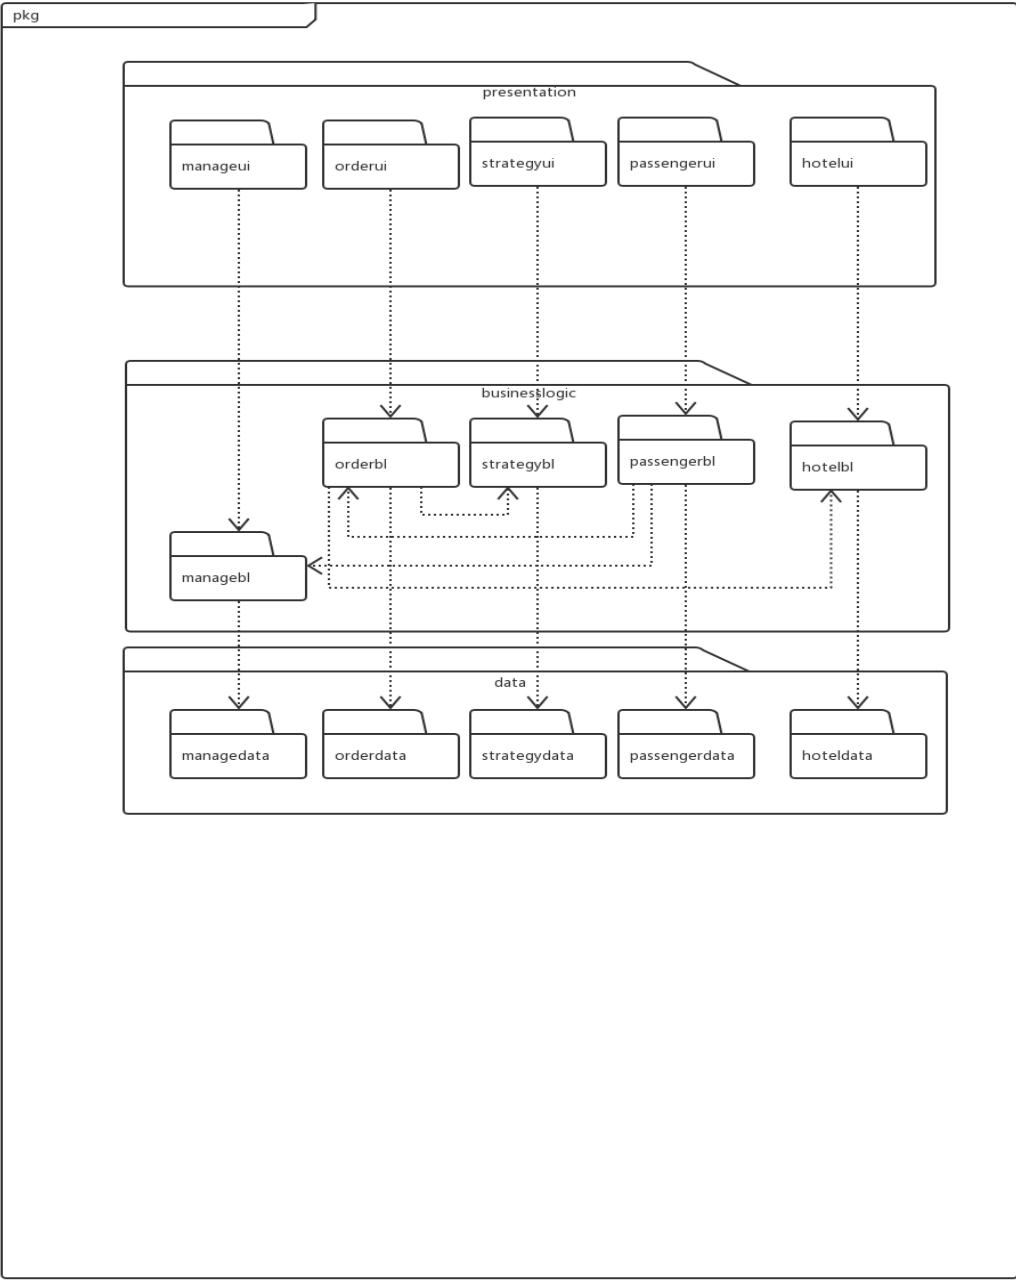 pkg
presentation
manageui
orderui
strategyui
passengerui
hotelui
businesslogic
orderbl
strategybl
passengerbl
hotelbl
managebl
data
managedata
orderdata
strategydata
passengerdata
hoteldata